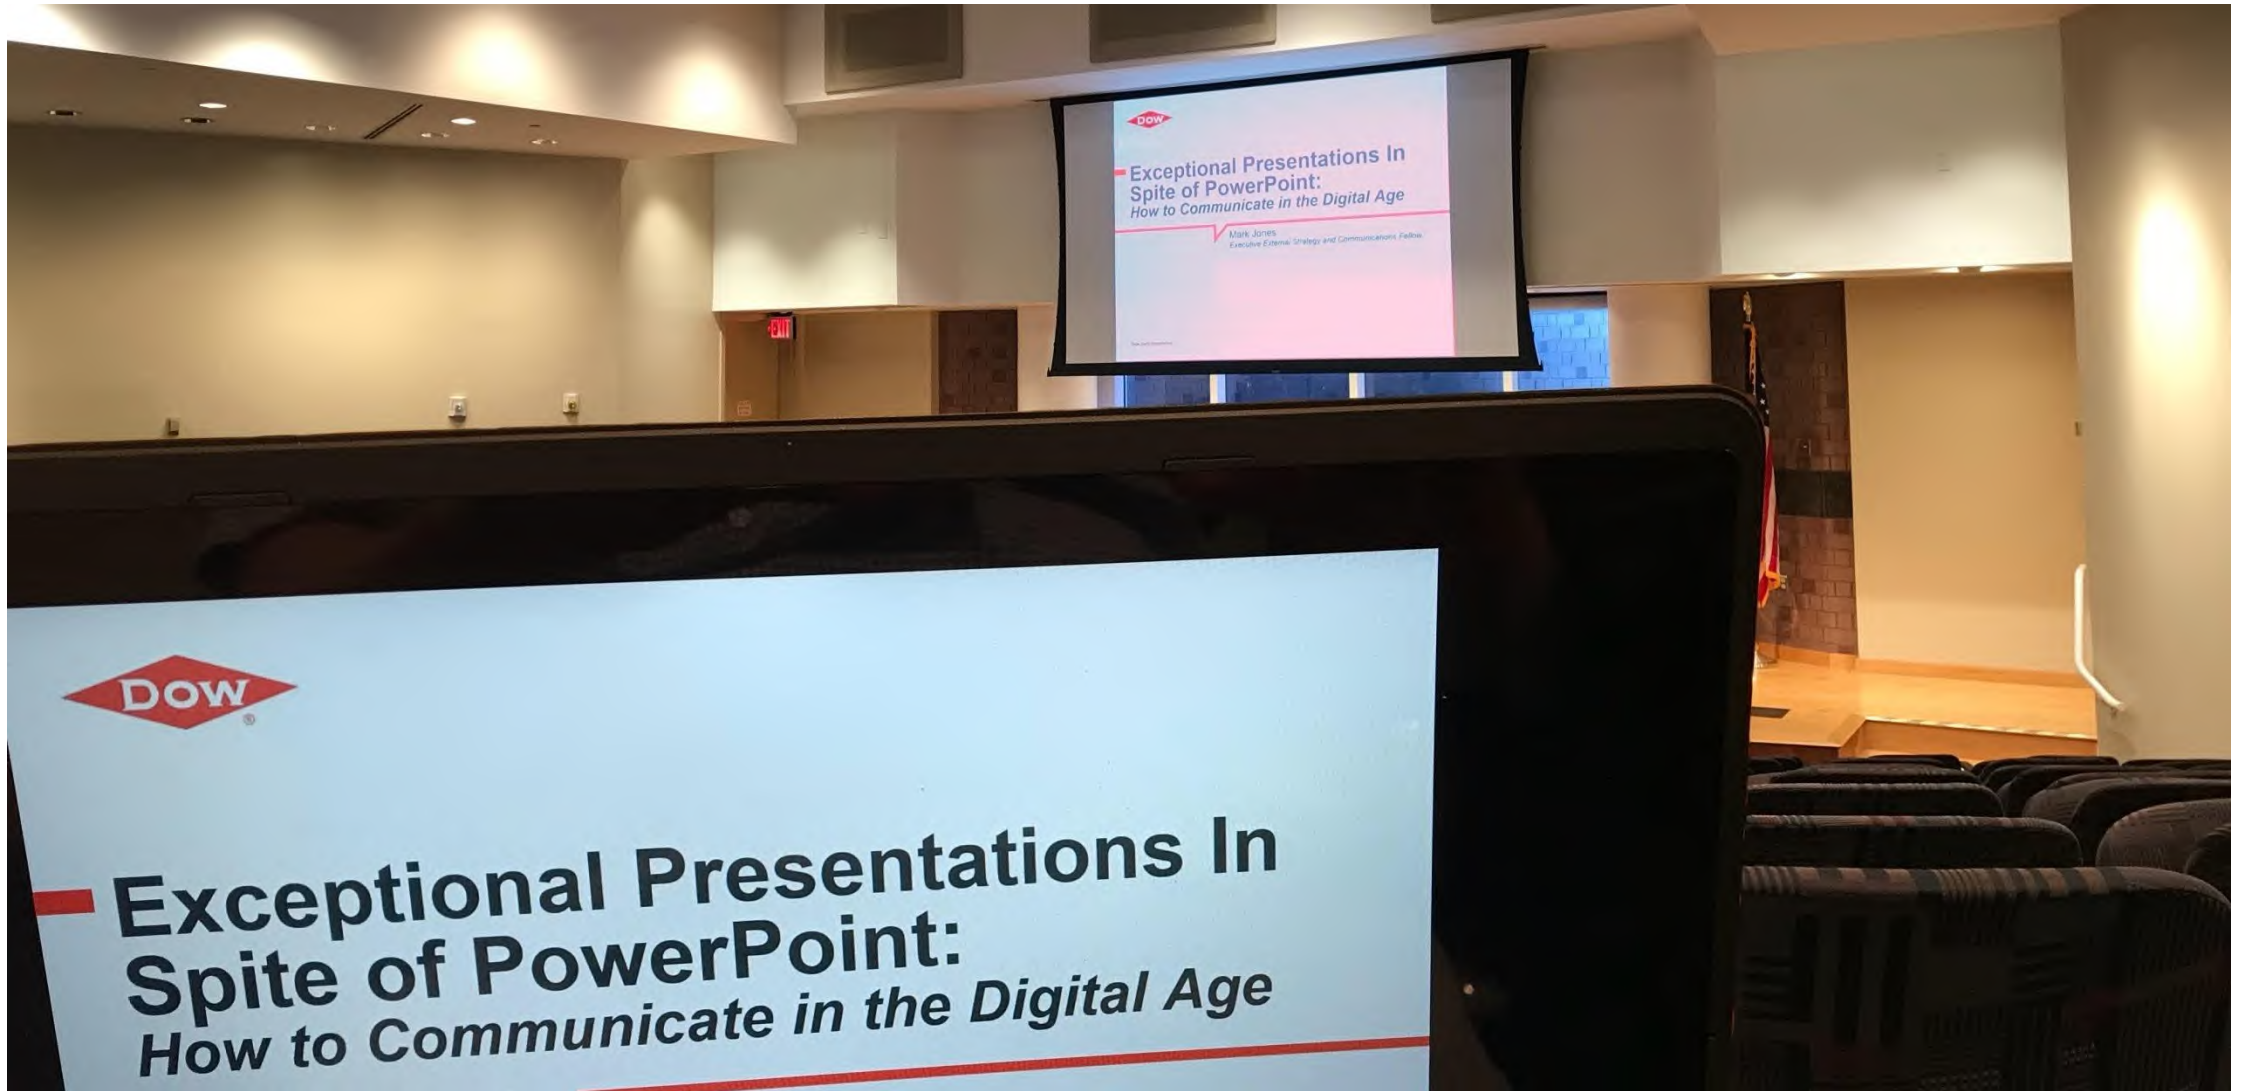 DOW
Exceptional Presentations In
Spite of PowerPoint:
How to Communicate in the Digital Age
Mark Jones
Executive External Strategy and Communications Fellow
EXIT
DOW
®
Exceptional Presentations In
Spite of PowerPoint:
How to Communicate in the Digital Age